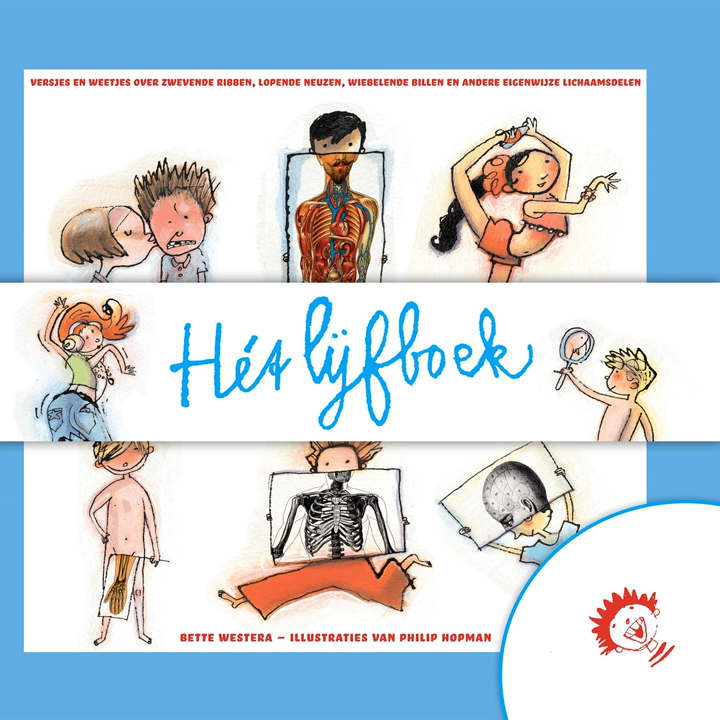 VERSJES EN WEETJES OVER ZWEVENDE RIBBEN, LOPENDE NEUZEN, WIEBELENDE BILLEN EN ANDERE EIGENWIJZE LICHAAMSDELEN
Hét lijfboek
BETTE WESTERA – ILLUSTRATIES VAN PHILIP HOPMAN